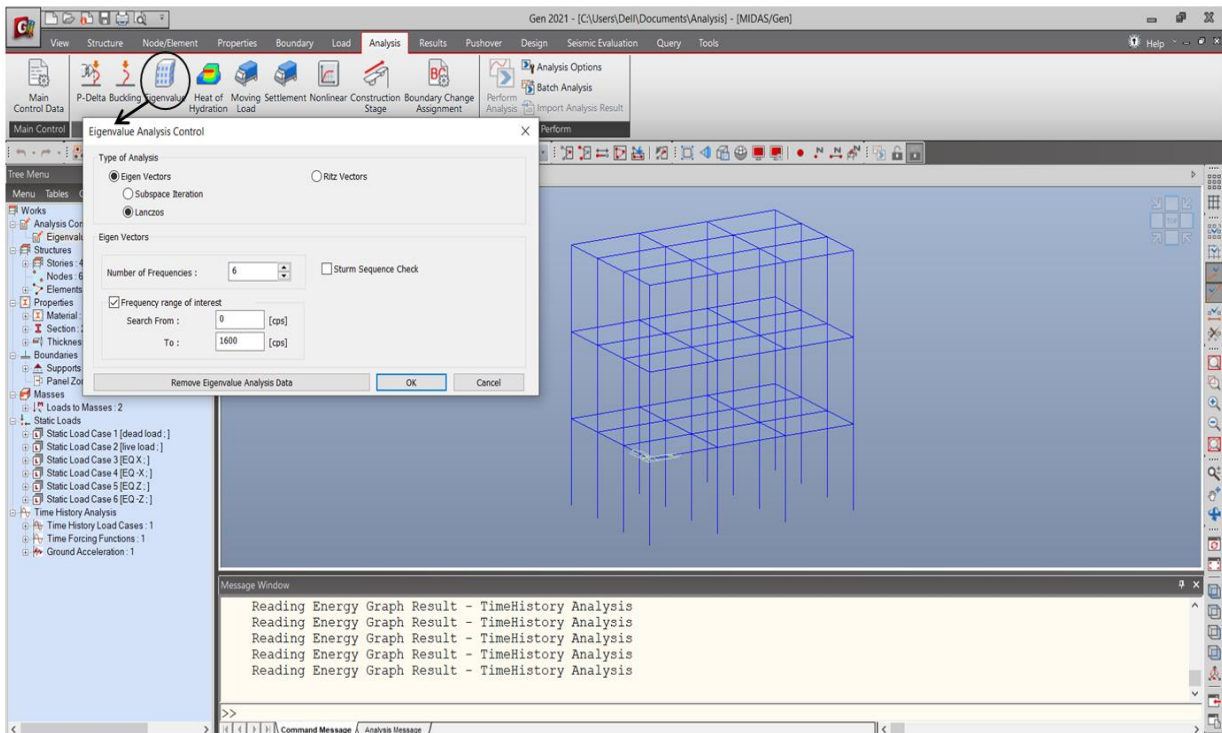 Gen 2021 - [C:\Users\Dell\Documents\Analysis] - [MIDAS/Gen]
View Structure Node/Element Properties Boundary Load Analysis Results Pushover Design Seismic Evaluation Query Tools Help
Main Control Data
P-Delta Buckling Eigenvalue Heat of Hydration Moving Load Settlement Nonlinear Construction Stage Boundary Change Assignment
Perform Analysis
Analysis Options
Batch Analysis
Import Analysis Result
Main Control
Perform
Eigenvalue Analysis Control
Type of Analysis
Eigen Vectors Ritz Vectors
Subspace Iteration
Lanczos
Eigen Vectors
Number of Frequencies : 6 Sturm Sequence Check
Frequency range of interest
Search From : 0 [cps]
To : 1600 [cps]
Remove Eigenvalue Analysis Data OK Cancel
Tree Menu
Menu Tables
Works
Analysis Con
Eigenval
Structures
Stories : 4
Nodes : 6
Elements
Properties
Material :
Section : 2
Thicknes
Boundaries
Supports
Panel Zo
Masses
Loads to Masses : 2
Static Loads
Static Load Case 1 [dead load ; ]
Static Load Case 2 [live load ; ]
Static Load Case 3 [EQ X ; ]
Static Load Case 4 [EQ -X ; ]
Static Load Case 5 [EQ Z ; ]
Static Load Case 6 [EQ -Z ; ]
Time History Analysis
Time History Load Cases : 1
Time Forcing Functions : 1
Ground Acceleration : 1
Message Window
Reading Energy Graph Result - TimeHistory Analysis
Reading Energy Graph Result - TimeHistory Analysis
Reading Energy Graph Result - TimeHistory Analysis
Reading Energy Graph Result - TimeHistory Analysis
Reading Energy Graph Result - TimeHistory Analysis
>>
Command Message Analysis Message